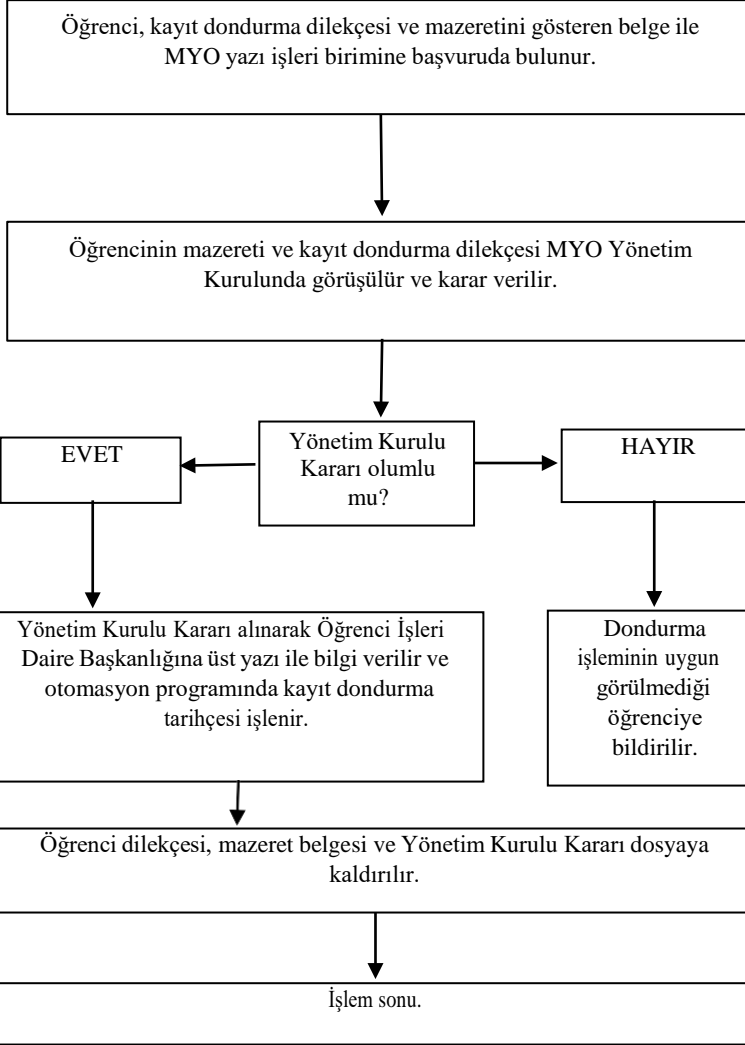 Öğrenci, kayıt dondurma dilekçesi ve mazeretini gösteren belge ile
MYO yazı işleri birimine başvuruda bulunur.
Öğrencinin mazereti ve kayıt dondurma dilekçesi MYO Yönetim
Kurulunda görüşülür ve karar verilir.
EVET
Yönetim Kurulu
Kararı olumlu
mu?
HAYIR
Yönetim Kurulu Kararı alınarak Öğrenci İşleri
Daire Başkanlığına üst yazı ile bilgi verilir ve
otomasyon programında kayıt dondurma
tarihçesi işlenir.
Dondurma
işleminin uygun
görülmediği
öğrenciye
bildirilir.
Öğrenci dilekçesi, mazeret belgesi ve Yönetim Kurulu Kararı dosyaya
kaldırılır.
İşlem sonu.